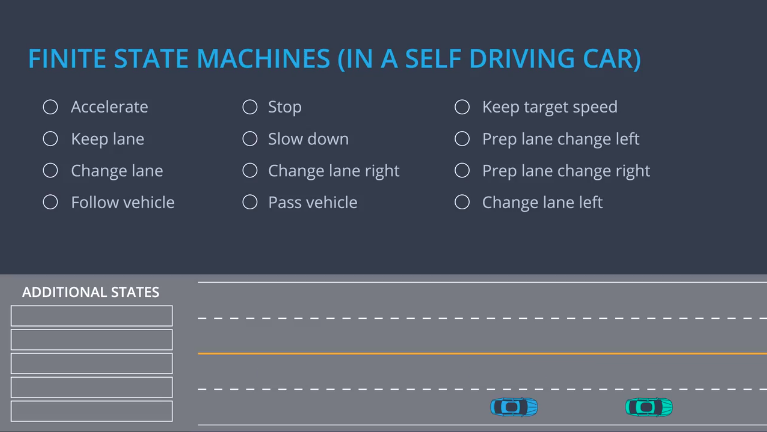 FINITE STATE MACHINES (IN A SELF DRIVING CAR)
Accelerate
Keep lane
Change lane
Follow vehicle
Stop
Slow down
Change lane right
Pass vehicle
Keep target speed
Prep lane change left
Prep lane change right
Change lane left
ADDITIONAL STATES